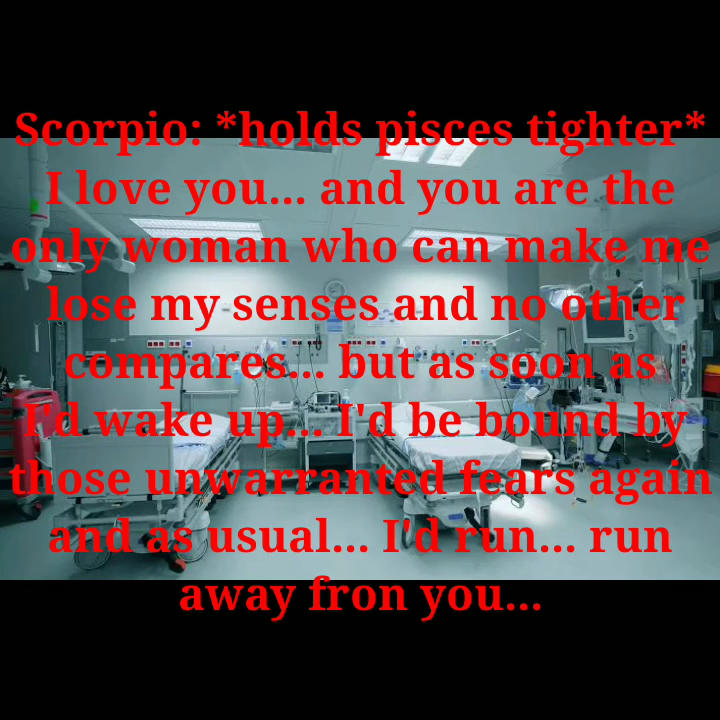 Scorpio: *holds pisces tighter*
I love you... and you are the
only woman who can make me
lose my senses and no other
compares... but as soon as
I'd wake up... I'd be bound by
those unwarranted fears again
and as usual... I'd run... run
away fron you...